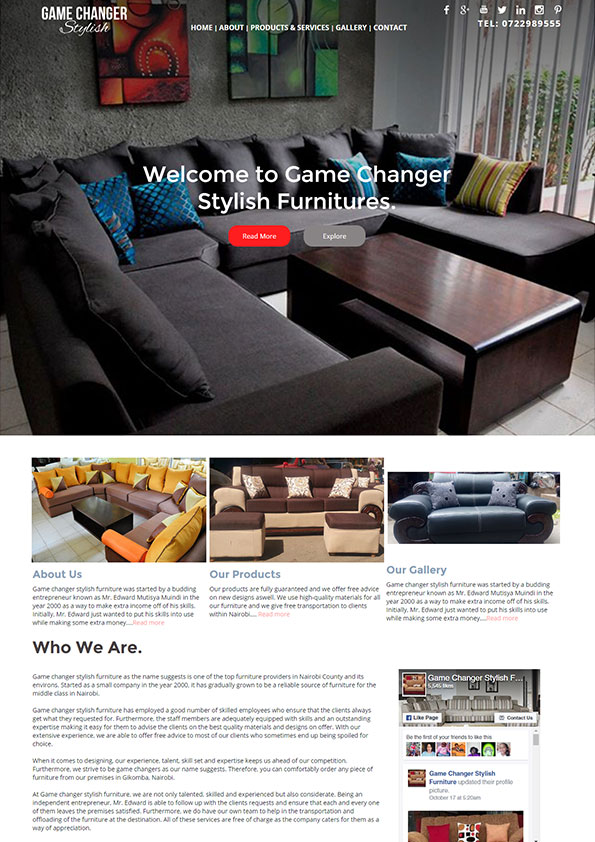 GAME CHANGER
Stylish
HOME | ABOUT | PRODUCTS & SERVICES | GALLERY | CONTACT
TEL: 0722989555
Welcome to Game Changer
Stylish Furnitures.
Read More
Explore
About Us
Game changer stylish furniture was started by a budding
entrepreneur known as Mr. Edward Mutisya Muindi in the
year 2000 as a way to make extra income off of his skills.
Initially, Mr. Edward just wanted to put his skills into use
while making some extra money....Read more
Our Products
Our products are fully guaranteed and we offer free advice
on new designs aswell. We use high-quality materials for all
our furniture and we give free transportation to clients
within Nairobi.... Read more
Our Gallery
Game changer stylish furniture was started by a budding
entrepreneur known as Mr. Edward Mutisya Muindi in the
year 2000 as a way to make extra income off of his skills.
Initially, Mr. Edward just wanted to put his skills into use
while making some extra money....Read more
Who We Are.
Game changer stylish furniture as the name suggests is one of the top furniture providers in Nairobi County and its
environs. Started as a small company in the year 2000, it has gradually grown to be a reliable source of furniture for the
middle class in Nairobi.
Game changer stylish furniture has employed a good number of skilled employees who ensure that the clients always
get what they requested for. Furthermore, the staff members are adequately equipped with skills and an outstanding
expertise making it easy for them to advise the clients on the best quality materials and designs on offer. With our
extensive experience, we are able to offer free advice to most of our clients who sometimes end up being spoiled for
choice.
When it comes to designing, our experience, talent, skill set and expertise keeps us ahead of our competition.
Furthermore, we strive to be game changers as our name suggests. Therefore, you can comfortably order any piece of
furniture from our premises in Gikomba, Nairobi.
At Game changer stylish furniture, we are not only talented, skilled and experienced but also considerate. Being an
independent entrepreneur, Mr. Edward is able to follow up with the clients requests and ensure that each and every one
of them leaves the premises satisfied. Furthermore, we do have our own team to help in the transportation and
offloading of the furniture at the destination. All of these services are free of charge as the company caters for them as a
way of appreciation.
Game Changer Stylish F...
5,545 likes
Like Page
Contact Us
Be the first of your friends to like this
Game Changer Stylish
Furniture updated their profile
picture.
October 17 at 5:20am